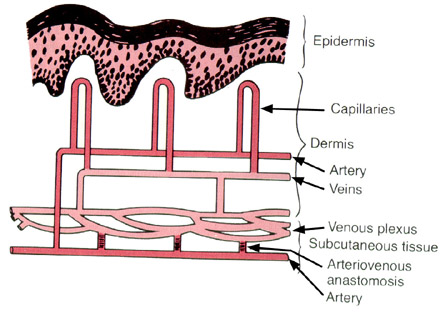 Epidermis
Capillaries
Dermis
Artery
Veins
Venous plexus
Subcutaneous tissue
Arteriovenous
anastomosis
Artery